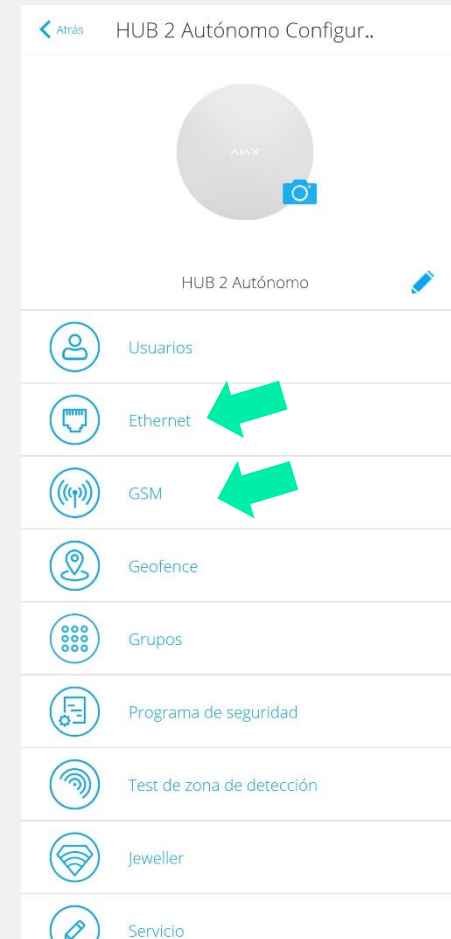 Atrás HUB 2 Autónomo Configur..
AJAX
HUB 2 Autónomo
Usuarios
Ethernet
GSM
Geofence
Grupos
Programa de seguridad
Test de zona de detección
Jeweller
Servicio